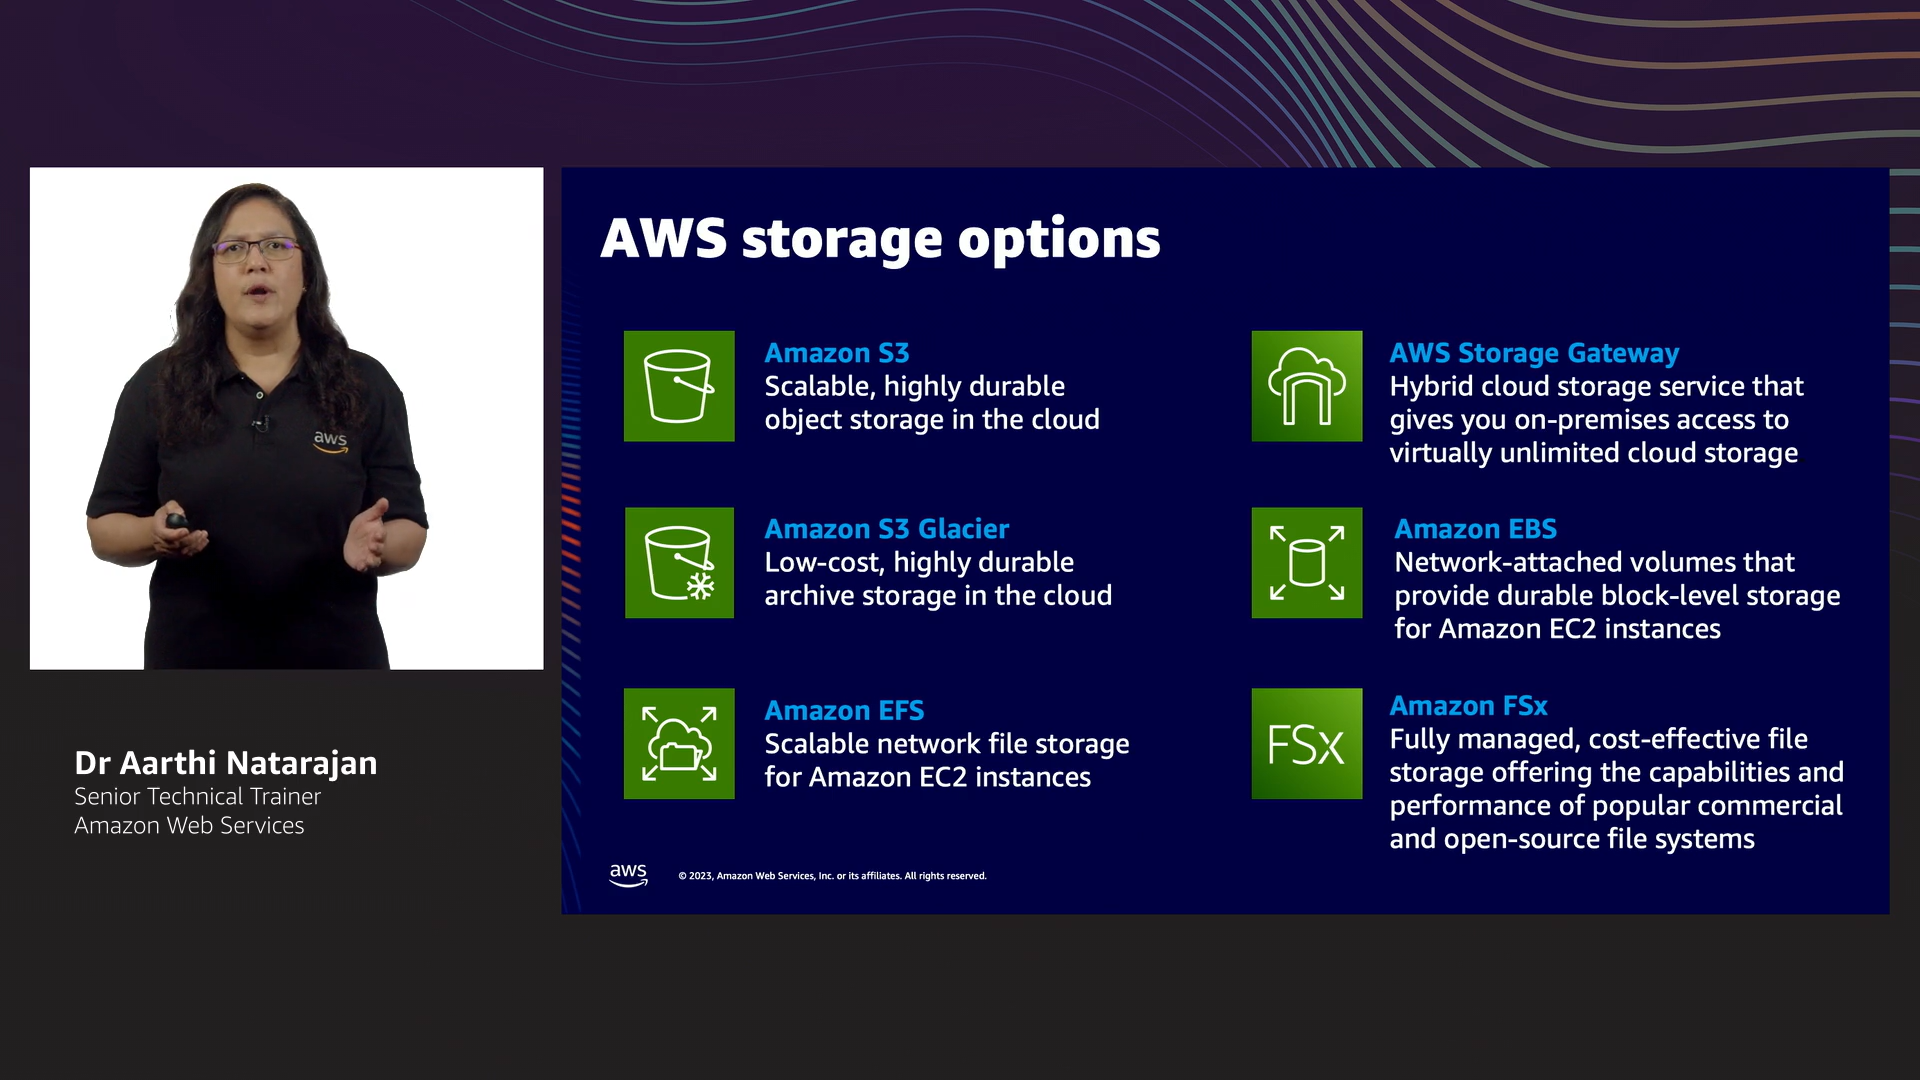 aws
Dr Aarthi Natarajan
Senior Technical Trainer
Amazon Web Services
AWS storage options
Amazon S3
Scalable, highly durable
object storage in the cloud
Amazon S3 Glacier
Low-cost, highly durable
archive storage in the cloud
Amazon EFS
Scalable network file storage
for Amazon EC2 instances
AWS Storage Gateway
Hybrid cloud storage service that
gives you on-premises access to
virtually unlimited cloud storage
Amazon EBS
Network-attached volumes that
provide durable block-level storage
for Amazon EC2 instances
FSx
Amazon FSx
Fully managed, cost-effective file
storage offering the capabilities and
performance of popular commercial
and open-source file systems
aws
© 2023, Amazon Web Services, Inc. or its affiliates. All rights reserved.